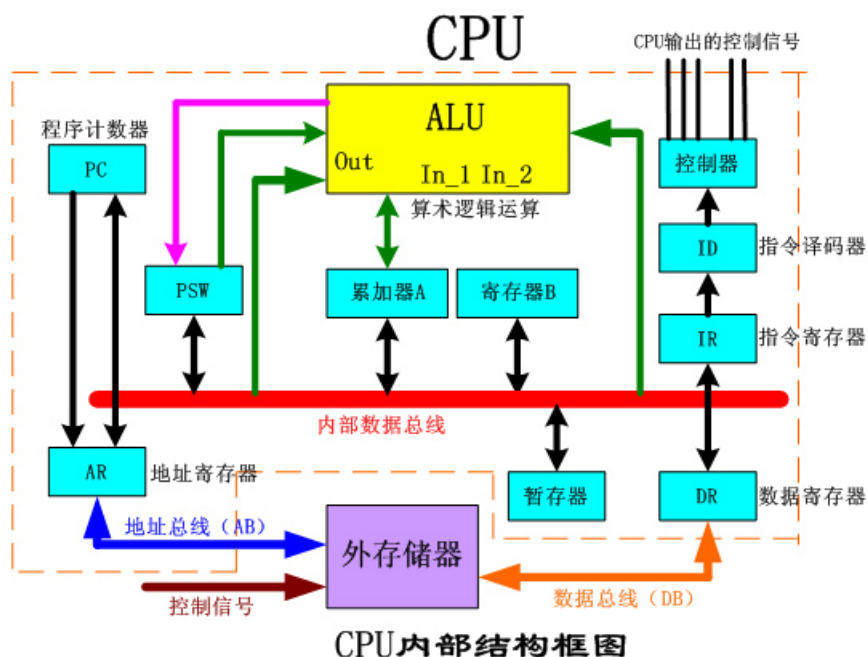 CPU
CPU输出的控制信号
程序计数器
PC
ALU
Out
In_1 In_2
算术逻辑运算
控制器
ID
指令译码器
PSW
累加器A
寄存器B
IR
指令寄存器
内部数据总线
AR
地址寄存器
暂存器
DR
数据寄存器
地址总线（AB）
外存储器
控制信号
数据总线（DB）
CPU内部结构框图